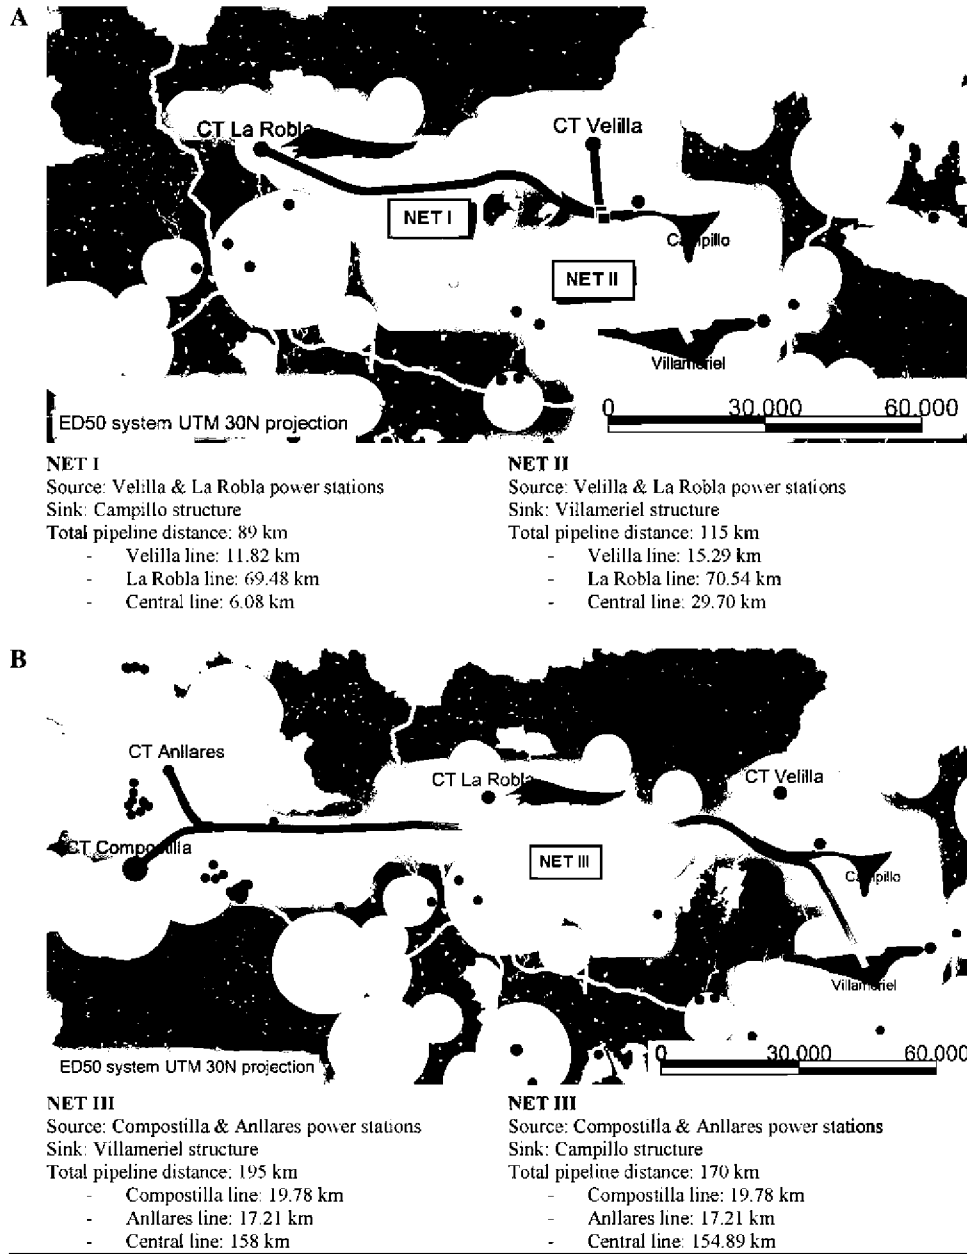 A
CT La Robla
CT Velilla
NET I
Campillo
NET II
Villameriel
0 30,000 60,000
ED50 system UTM 30N projection
NET I
Source: Velilla & La Robla power stations
Sink: Campillo structure
Total pipeline distance: 89 km
- Velilla line: 11.82 km
- La Robla line: 69.48 km
- Central line: 6.08 km
NET II
Source: Velilla & La Robla power stations
Sink: Villameriel structure
Total pipeline distance: 115 km
- Velilla line: 15.29 km
- La Robla line: 70.54 km
- Central line: 29.70 km
B
CT Anllares
CT La Robla
CT Velilla
CT Compostilla
NET III
Campillo
Villameriel
0 30,000 60,000
ED50 system UTM 30N projection
NET III
Source: Compostilla & Anllares power stations
Sink: Villameriel structure
Total pipeline distance: 195 km
- Compostilla line: 19.78 km
- Anllares line: 17.21 km
- Central line: 158 km
NET III
Source: Compostilla & Anllares power stations
Sink: Campillo structure
Total pipeline distance: 170 km
- Compostilla line: 19.78 km
- Anllares line: 17.21 km
- Central line: 154.89 km